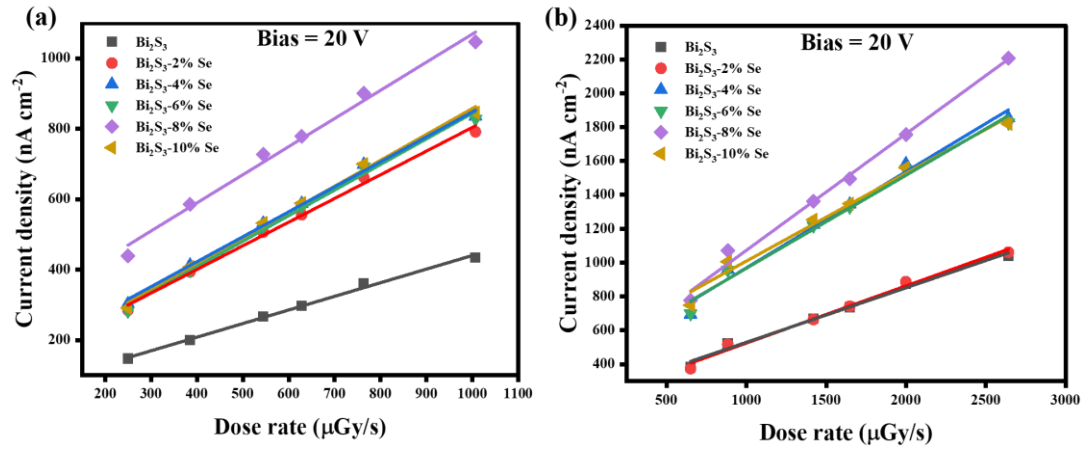 (a)
Bias = 20 V
Bi₂S₃
Bi₂S₃-2% Se
Bi₂S₃-4% Se
Bi₂S₃-6% Se
Bi₂S₃-8% Se
Bi₂S₃-10% Se
Current density (nA cm⁻²)
1000
800
600
400
200
200 300 400 500 600 700 800 900 1000 1100
Dose rate (μGy/s)
(b)
Bias = 20 V
Bi₂S₃
Bi₂S₃-2% Se
Bi₂S₃-4% Se
Bi₂S₃-6% Se
Bi₂S₃-8% Se
Bi₂S₃-10% Se
Current density (nA cm⁻²)
2400
2200
2000
1800
1600
1400
1200
1000
800
600
400
500 1000 1500 2000 2500 3000
Dose rate (μGy/s)